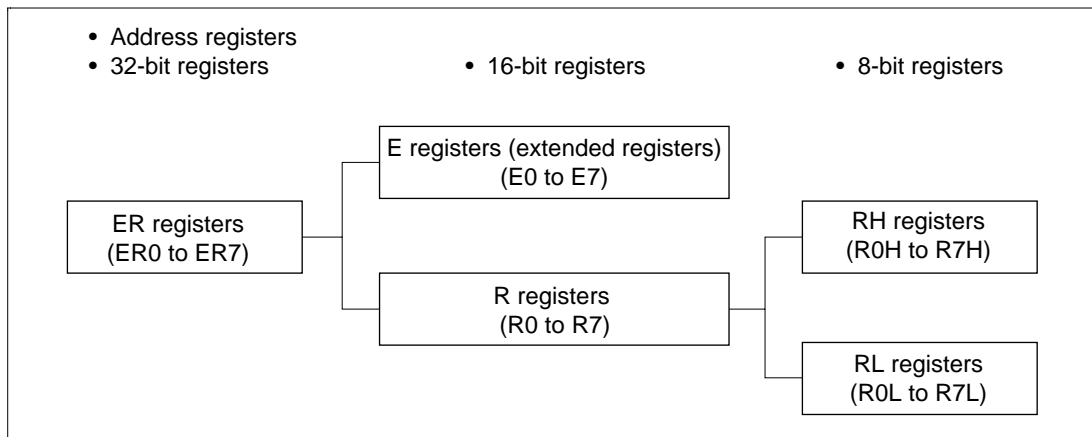 • Address registers
• 32-bit registers
• 16-bit registers
• 8-bit registers
E registers (extended registers)
(E0 to E7)
ER registers
(ER0 to ER7)
RH registers
(R0H to R7H)
R registers
(R0 to R7)
RL registers
(R0L to R7L)